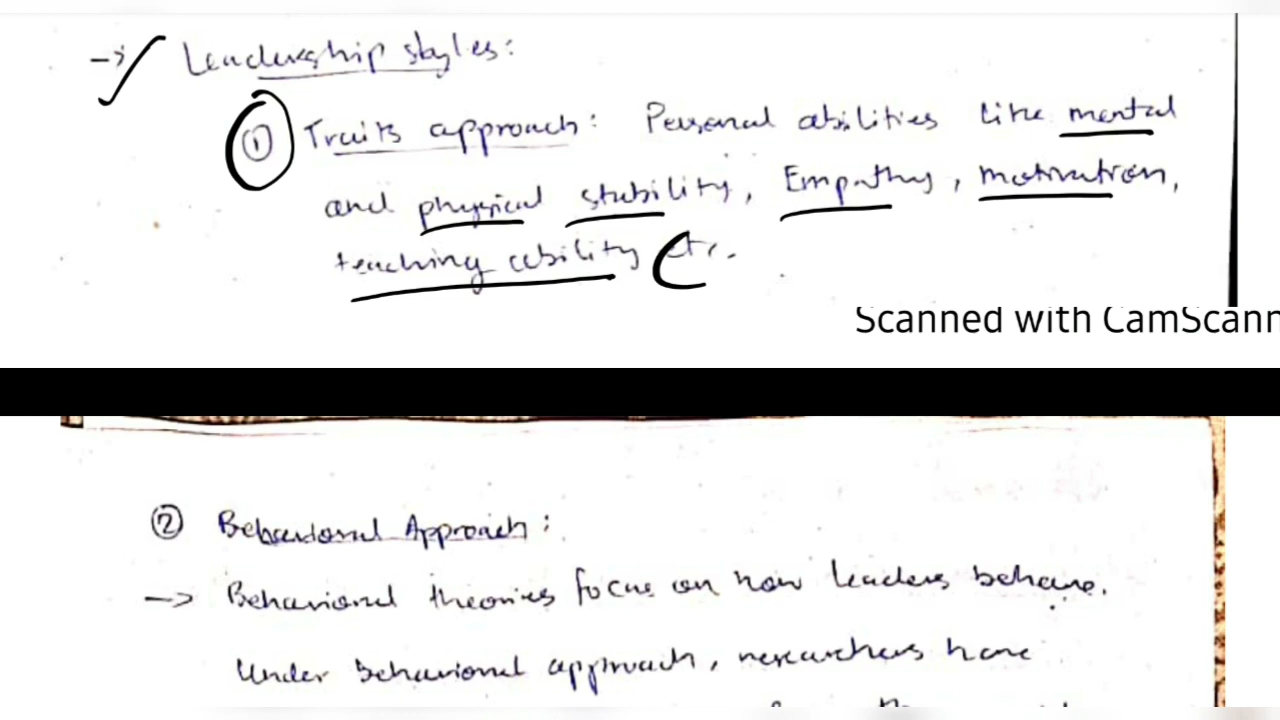 -> Leadership styles:
① Traits approach: Personal abilities like mental
and physical stability, Empathy, motivation,
teaching ability etc.
Scanned with CamScann
② Behavioral Approach:
-> Behavioral theories focus on how leaders behave.
Under behavioral approach, researchers have